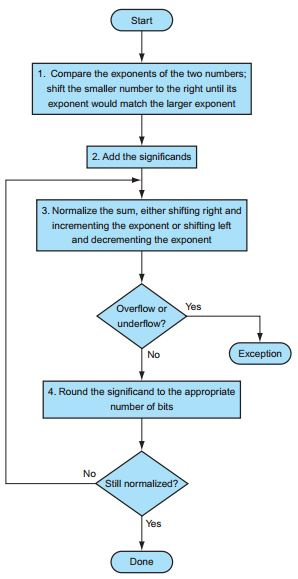 Start
1. Compare the exponents of the two numbers;
shift the smaller number to the right until its
exponent would match the larger exponent
2. Add the significands
3. Normalize the sum, either shifting right and
incrementing the exponent or shifting left
and decrementing the exponent
Overflow or
underflow?
Yes
No
Exception
4. Round the significand to the appropriate
number of bits
Still normalized?
No
Yes
Done